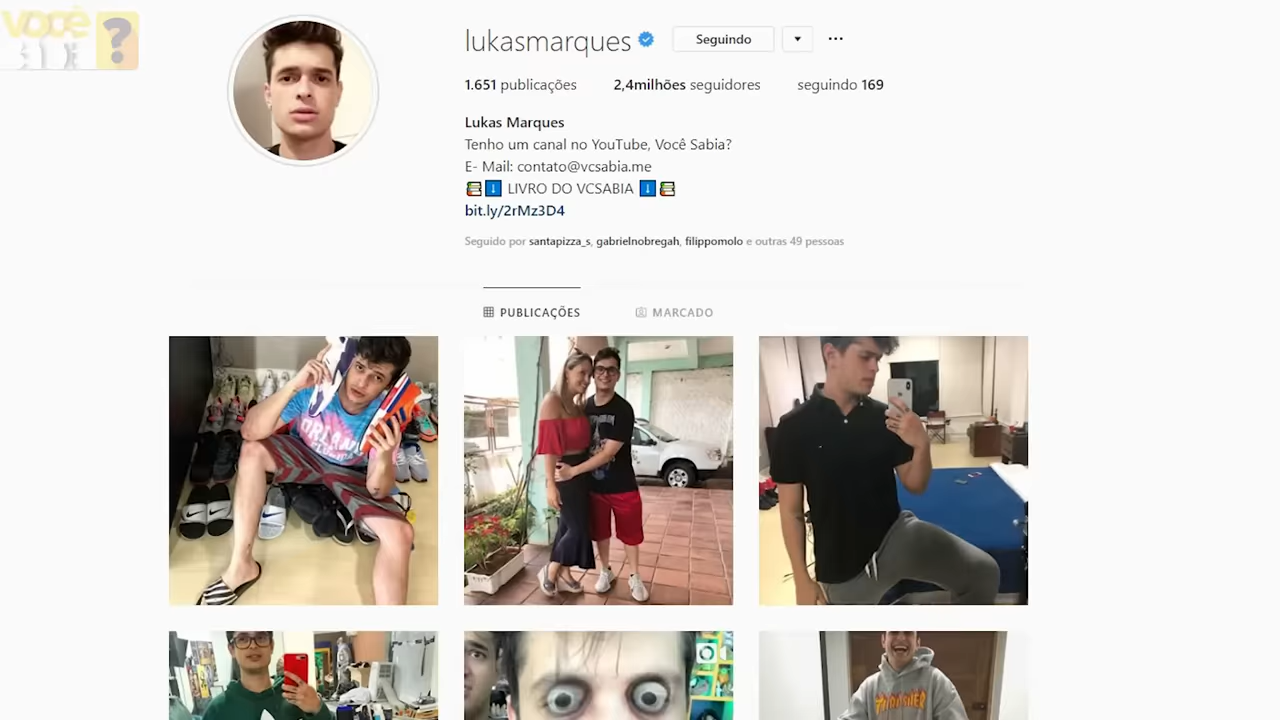 VOCÊ
?
lukasmarques
Seguindo
1.651 publicações 2,4milhões seguidores seguindo 169
Lukas Marques
Tenho um canal no YouTube, Você Sabia?
E- Mail: contato@vcsabia.me
LIVRO DO VCSABIA
bit.ly/2rMz3D4
Seguido por santapizza_s, gabrielnobregah, filippomolo e outras 49 pessoas
PUBLICAÇÕES MARCADO
THRASHER